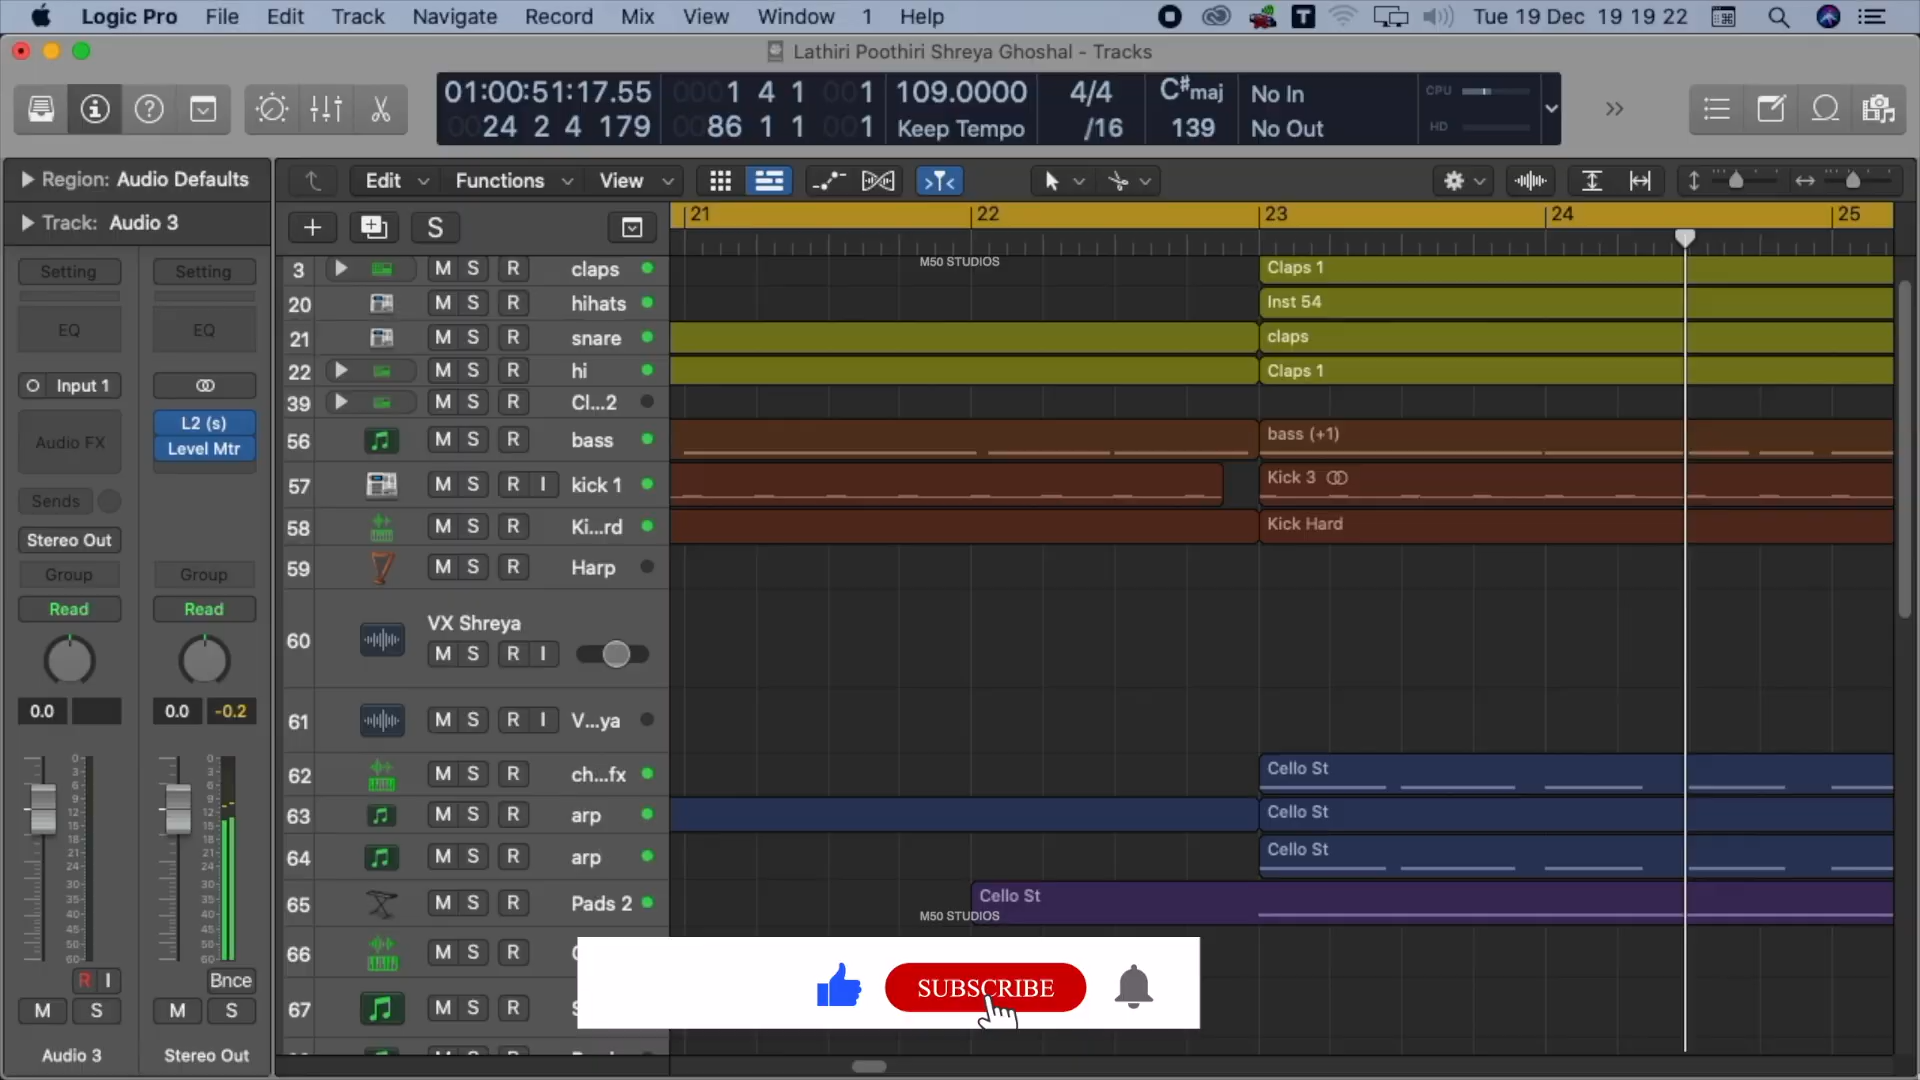 Logic Pro File Edit Track Navigate Record Mix View Window 1 Help Tue 19 Dec 19 19 22
Lathiri Poothiri Shreya Ghoshal - Tracks
01:00:51:17.55 0001 4 1 001 109.0000 4/4 C#maj No In CPU
0024 2 4 179 0086 1 1 001 Keep Tempo /16 139 No Out HD
Region: Audio Defaults Edit Functions View
Track: Audio 3 S 21 22 23 24 25
M50 STUDIOS
Setting Setting 3 M S R claps Claps 1
20 M S R hihats Inst 54
EQ EQ 21 M S R snare claps
22 M S R hi Claps 1
Input 1
39 M S R Cl...2
L2 (s)
Audio FX Level Mtr 56 M S R bass bass (+1)
57 M S R I kick 1 Kick 3
Sends
Stereo Out 58 M S R Ki...rd Kick Hard
Group Group 59 M S R Harp
Read Read
VX Shreya
60 M S R I
0.0 0.0 -0.2 61 M S R I V...ya
62 M S R ch...fx Cello St
63 M S R arp Cello St
64 M S R arp Cello St
65 M S R Pads 2 Cello St
M50 STUDIOS
66 M S R
R I Bnce
SUBSCRIBE
M S M S 67 M S R
Audio 3 Stereo Out